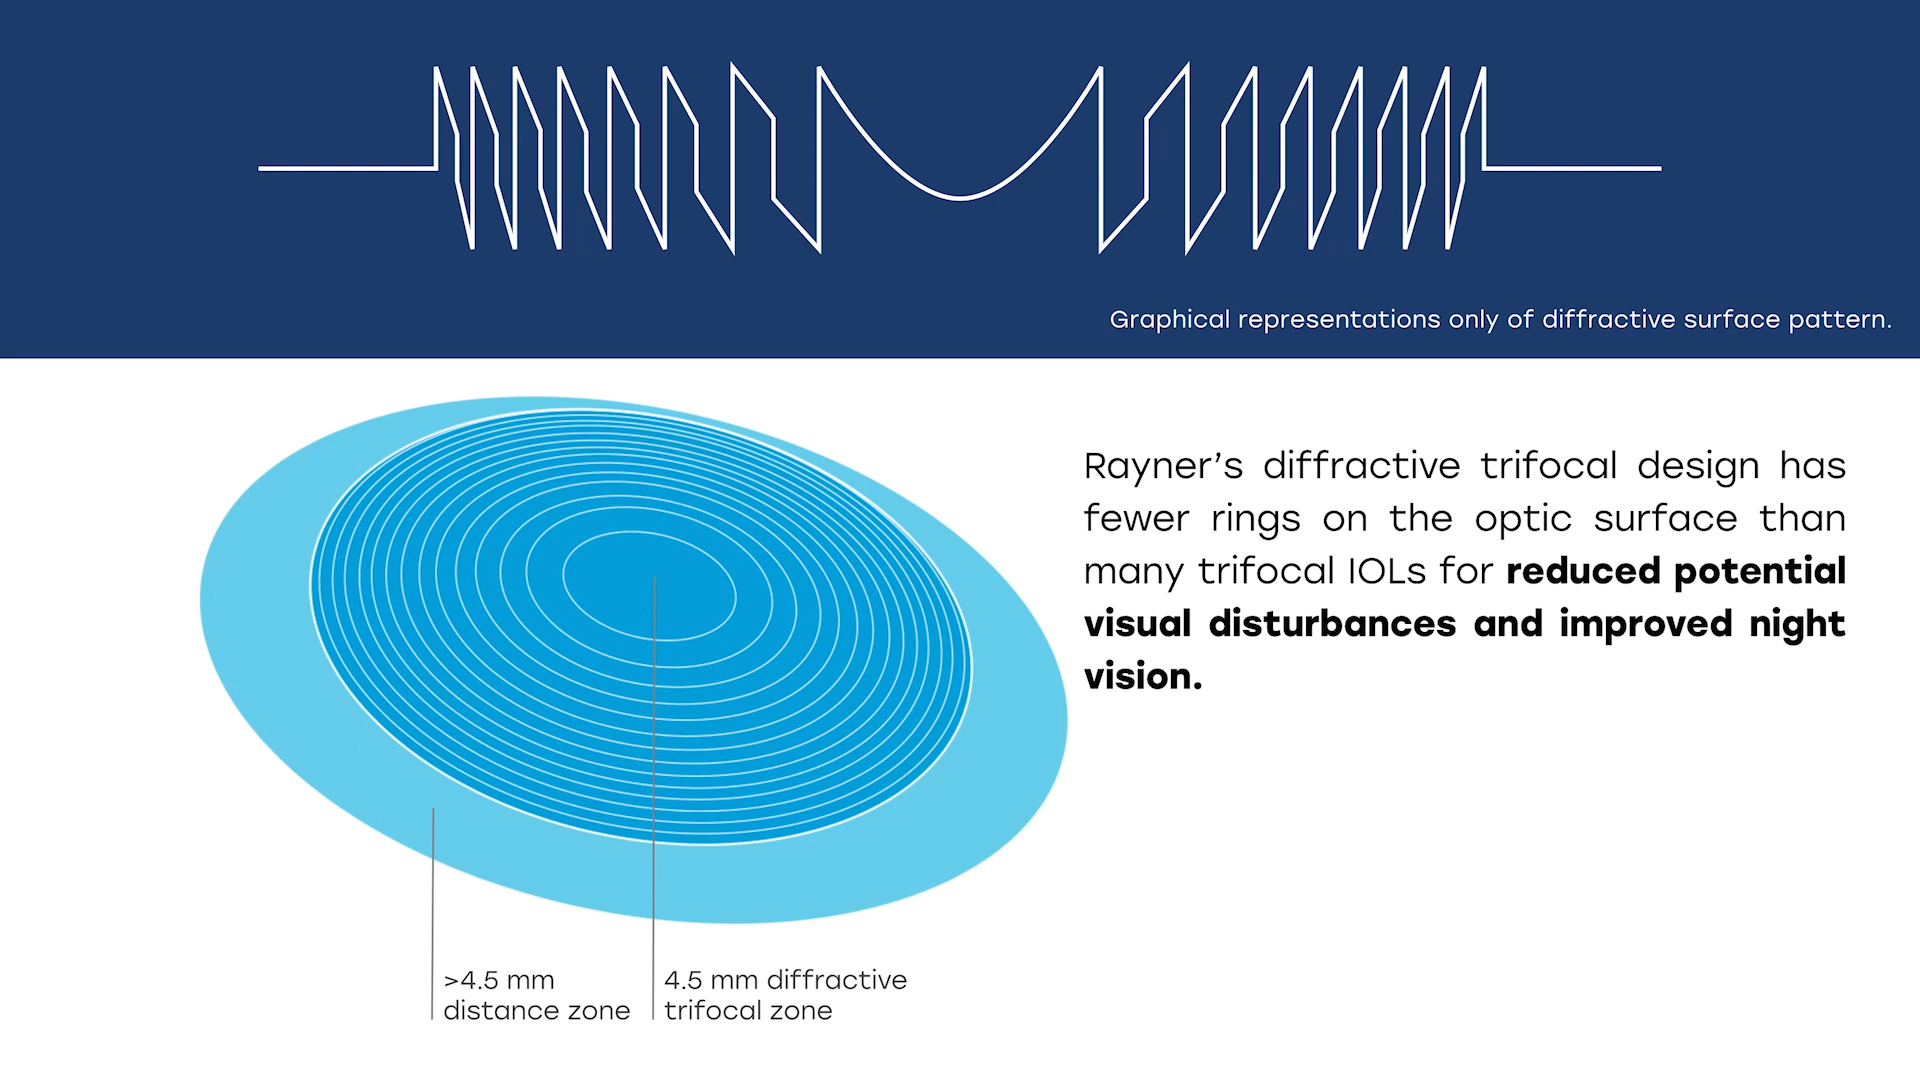 Graphical representations only of diffractive surface pattern.
Rayner’s diffractive trifocal design has
fewer rings on the optic surface than
many trifocal IOLs for reduced potential
visual disturbances and improved night
vision.
>4.5 mm
distance zone
4.5 mm diffractive
trifocal zone